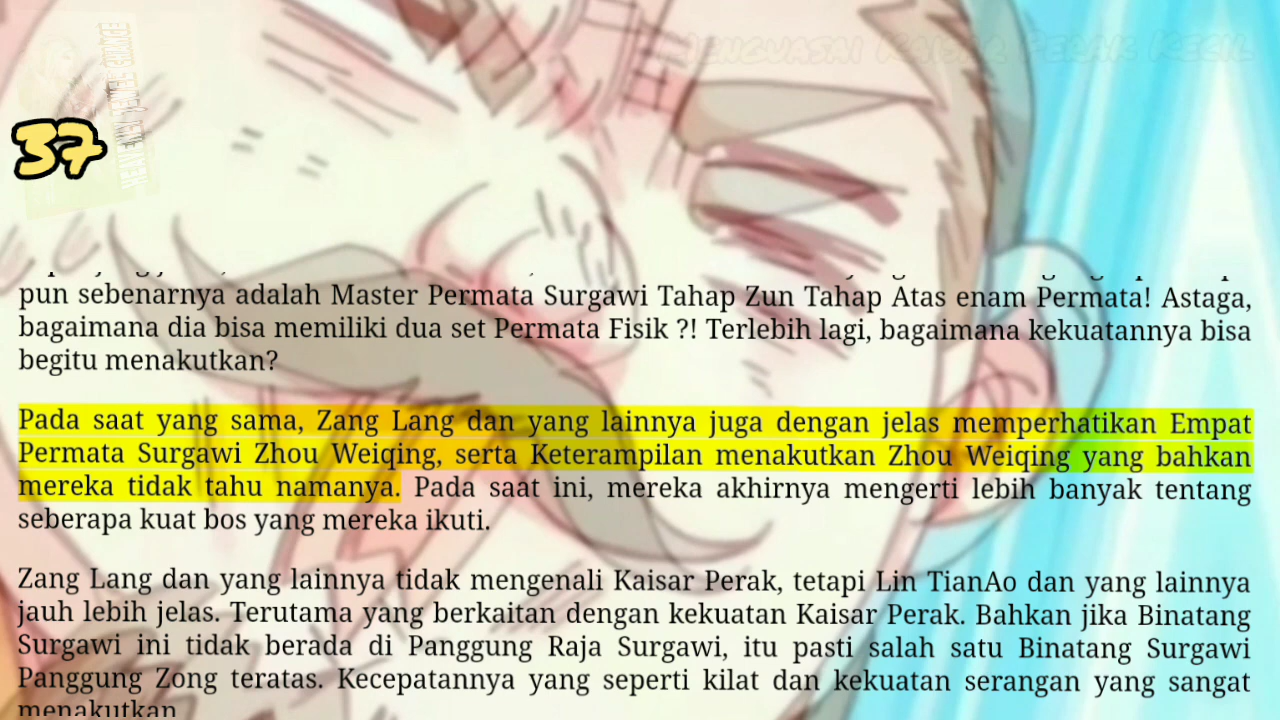 MENGUASAI KAISAR PERAK KECIL
37
pun sebenarnya adalah Master Permata Surgawi Tahap Zun Tahap Atas enam Permata! Astaga,
bagaimana dia bisa memiliki dua set Permata Fisik ?! Terlebih lagi, bagaimana kekuatannya bisa
begitu menakutkan?
Pada saat yang sama, Zang Lang dan yang lainnya juga dengan jelas memperhatikan Empat
Permata Surgawi Zhou Weiqing, serta Keterampilan menakutkan Zhou Weiqing yang bahkan
mereka tidak tahu namanya. Pada saat ini, mereka akhirnya mengerti lebih banyak tentang
seberapa kuat bos yang mereka ikuti.
Zang Lang dan yang lainnya tidak mengenali Kaisar Perak, tetapi Lin TianAo dan yang lainnya
jauh lebih jelas. Terutama yang berkaitan dengan kekuatan Kaisar Perak. Bahkan jika Binatang
Surgawi ini tidak berada di Panggung Raja Surgawi, itu pasti salah satu Binatang Surgawi
Panggung Zong teratas. Kecepatannya yang seperti kilat dan kekuatan serangan yang sangat
menakutkan